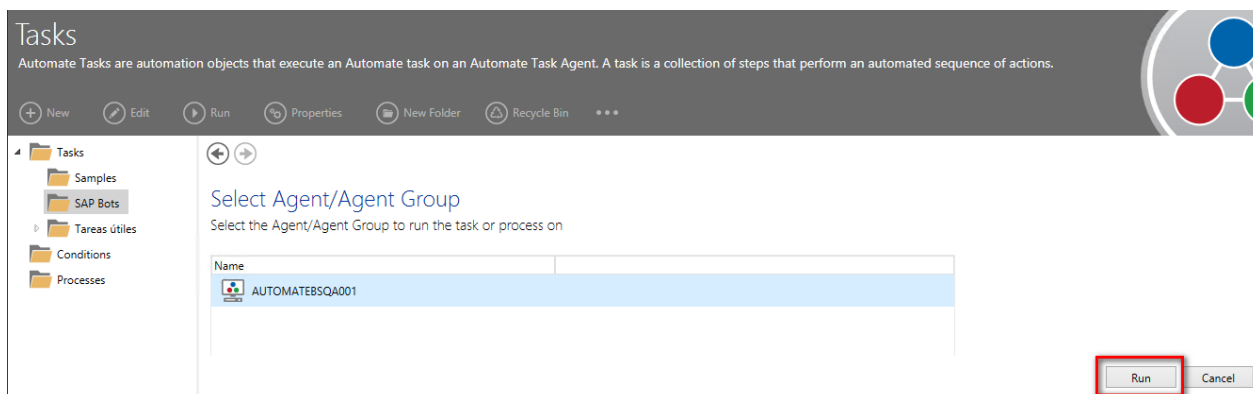 Tasks
Automate Tasks are automation objects that execute an Automate task on an Automate Task Agent. A task is a collection of steps that perform an automated sequence of actions.
New Edit Run Properties New Folder Recycle Bin
Tasks
Samples
SAP Bots
Tareas útiles
Conditions
Processes
Select Agent/Agent Group
Select the Agent/Agent Group to run the task or process on
Name
AUTOMATEBSQA001
Run Cancel